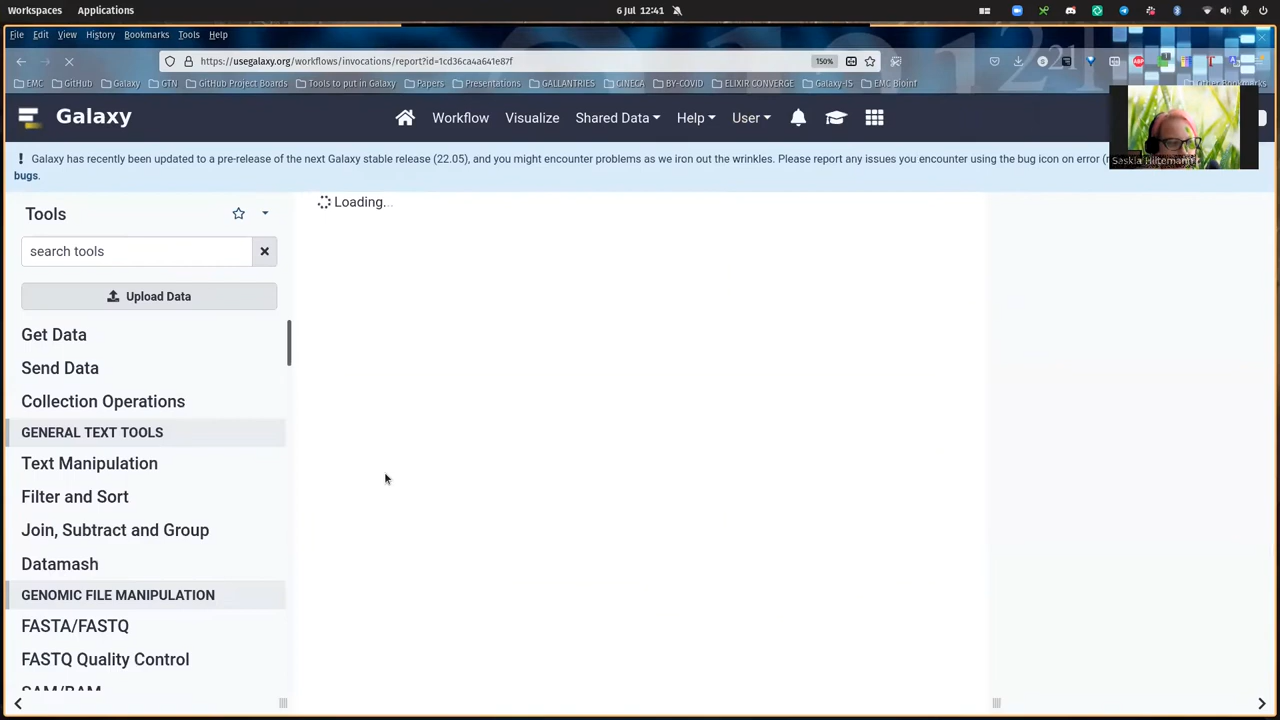 Workspaces Applications 6 Jul 12:41
File Edit View History Bookmarks Tools Help
https://usegalaxy.org/workflows/invocations/report?id=1cd36ca4a641e87f 150%
EMC GitHub Galaxy GTN GitHub Project Boards Tools to put in Galaxy Papers Presentations GALLANTRIES CINECA BY-COVID ELIXIR CONVERGE Galaxy-IS EMC Bioinf Other Bookmarks
Galaxy Workflow Visualize Shared Data Help User
Saskia Hiltemann
! Galaxy has recently been updated to a pre-release of the next Galaxy stable release (22.05), and you might encounter problems as we iron out the wrinkles. Please report any issues you encounter using the bug icon on error (
bugs.
Tools
Loading...
search tools
Upload Data
Get Data
Send Data
Collection Operations
GENERAL TEXT TOOLS
Text Manipulation
Filter and Sort
Join, Subtract and Group
Datamash
GENOMIC FILE MANIPULATION
FASTA/FASTQ
FASTQ Quality Control
SAM/BAM